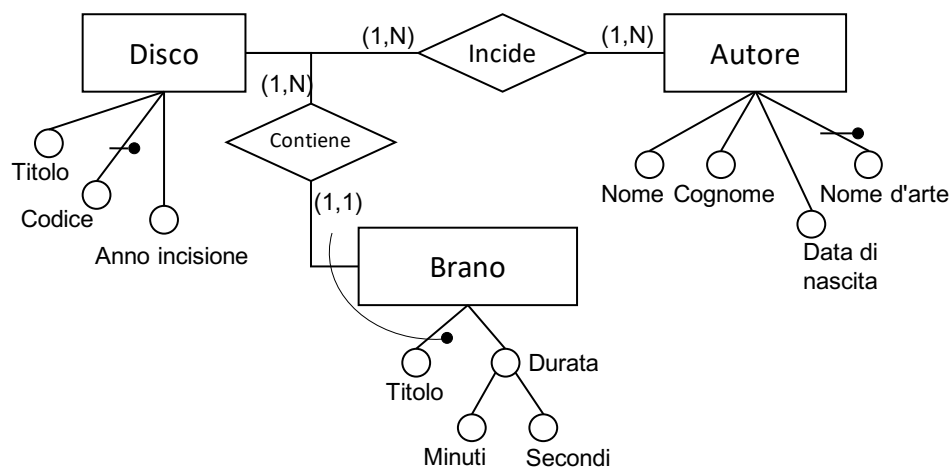 Disco
(1,N)
Incide
(1,N)
Autore
(1,N)
Contiene
Titolo
Codice
Anno incisione
(1,1)
Nome
Cognome
Nome d'arte
Data di
nascita
Brano
Titolo
Durata
Minuti
Secondi